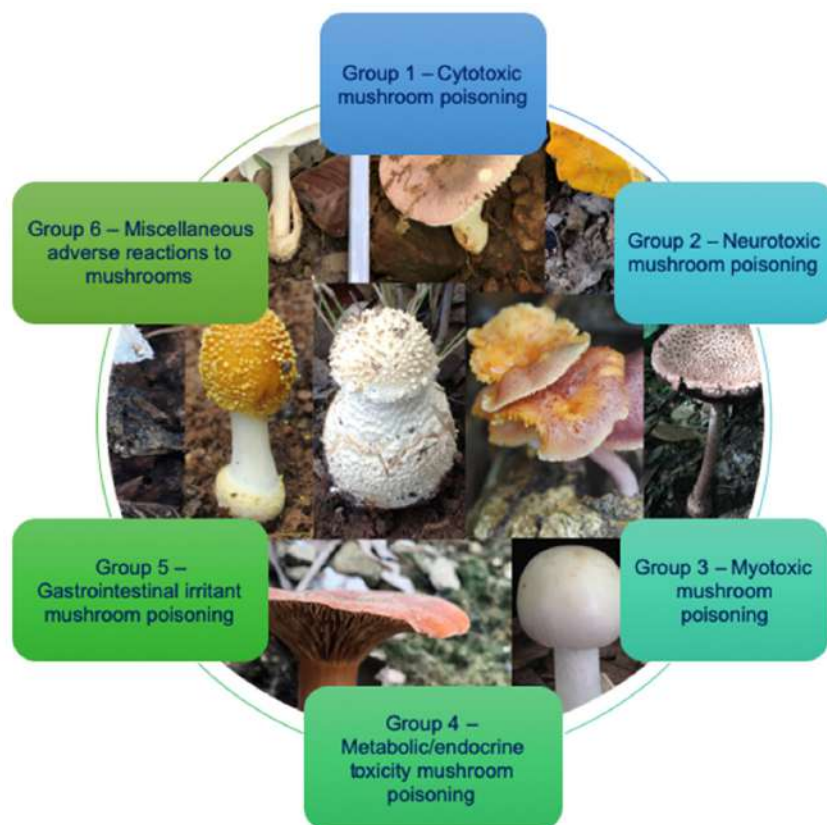 Group 1 – Cytotoxic
mushroom poisoning
Group 2 – Neurotoxic
mushroom poisoning
Group 3 – Myotoxic
mushroom
poisoning
Group 4 –
Metabolic/endocrine
toxicity mushroom
poisoning
Group 5 –
Gastrointestinal irritant
mushroom poisoning
Group 6 – Miscellaneous
adverse reactions to
mushrooms